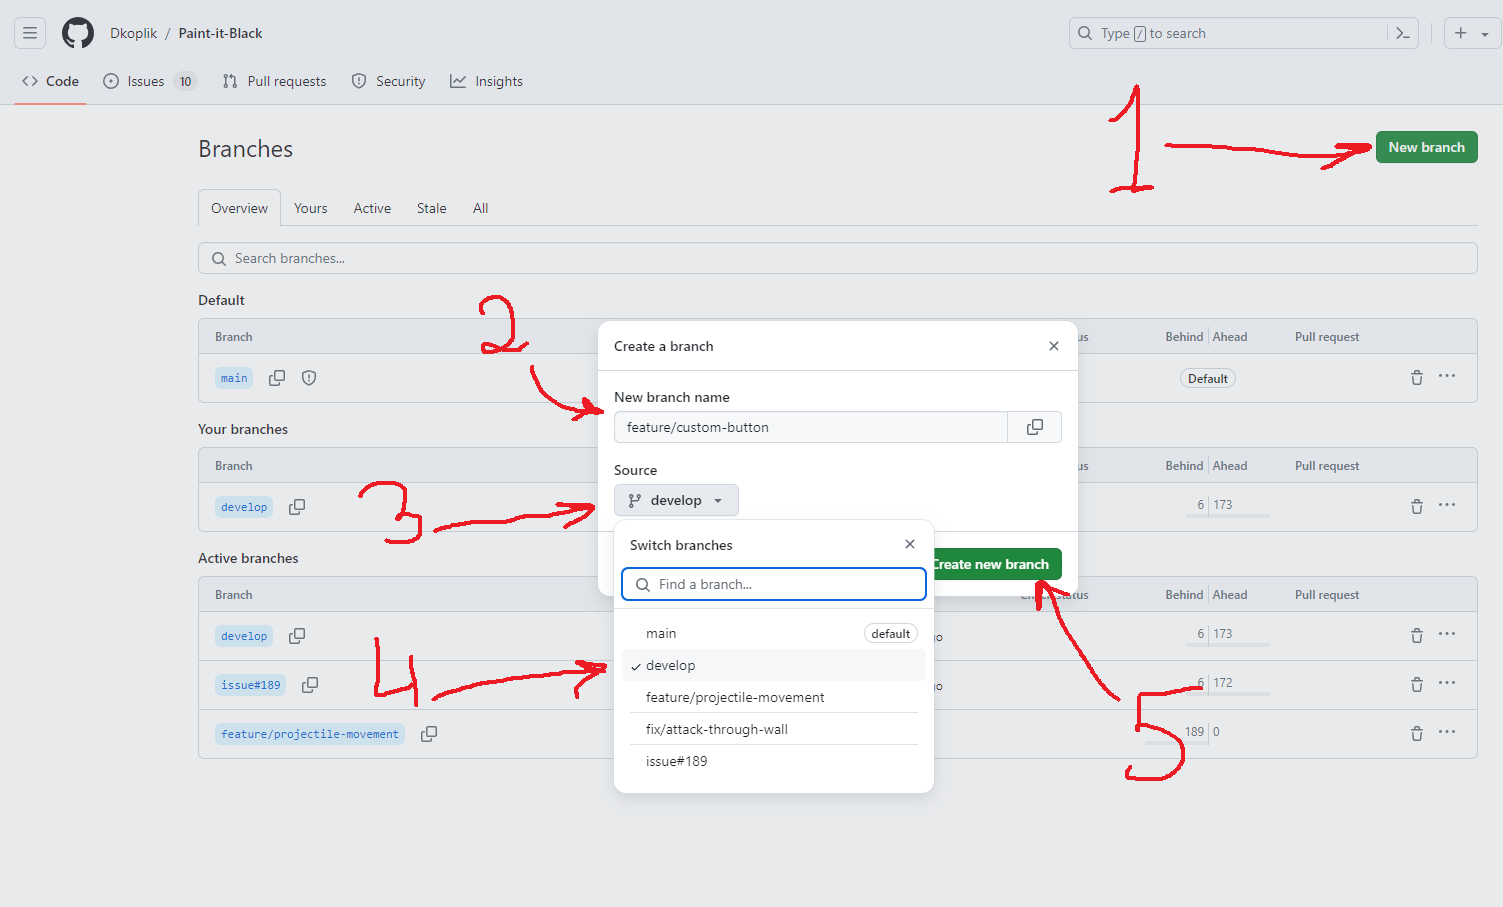 Dkoplik / Paint-it-Black
Type / to search
Code
Issues 10
Pull requests
Security
Insights
1
Branches
New branch
Overview
Yours
Active
Stale
All
Search branches...
Default
2
Branch
Behind
Ahead
Pull request
main
Default
Create a branch
New branch name
feature/custom-button
Your branches
Branch
Behind
Ahead
Pull request
develop
6 173
3
Source
develop
Switch branches
Find a branch...
main default
develop
feature/projectile-movement
fix/attack-through-wall
issue#189
Create new branch
Active branches
Branch
Behind
Ahead
Pull request
develop
6 173
4
issue#189
6 172
feature/projectile-movement
189 0
5